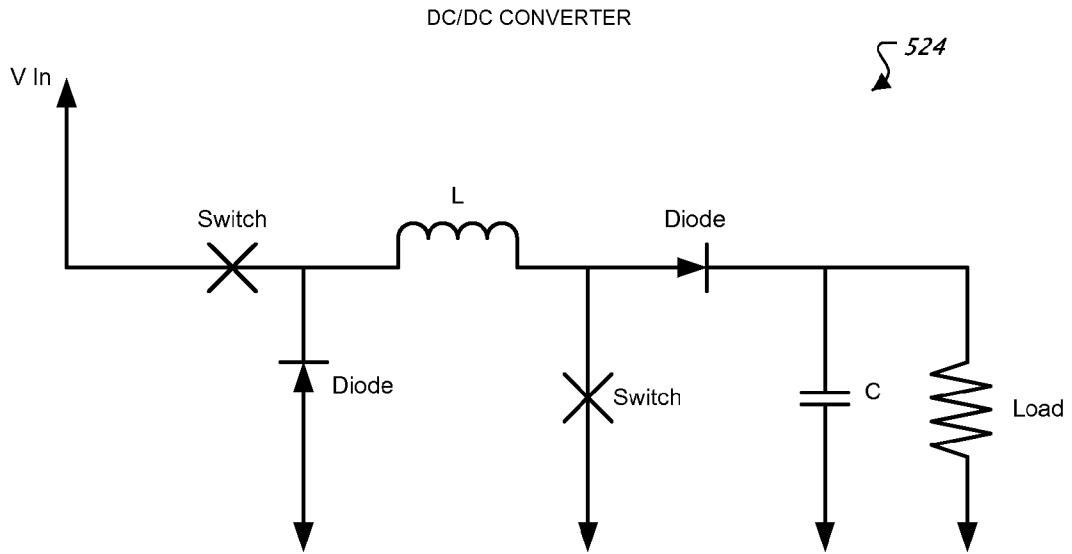 DC/DC CONVERTER
524
V In
L
Switch
Diode
Diode
Switch
C
Load